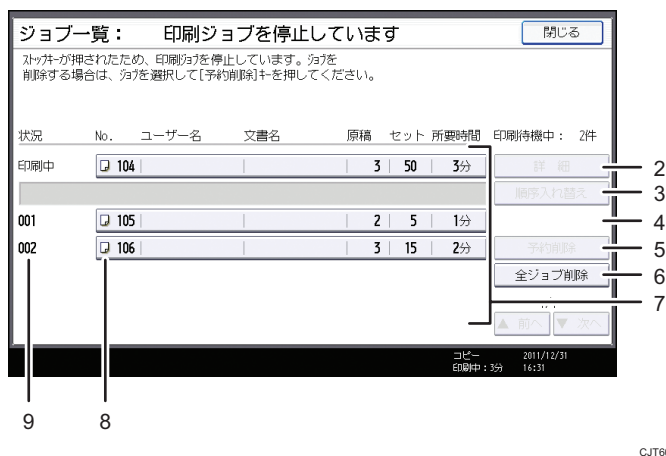 ジョブ一覧： 印刷ジョブを停止しています 閉じる
ｽﾄｯﾌﾟｷｰが押されたため、印刷ｼﾞｮﾌﾞを停止しています。ｼﾞｮﾌﾞを
削除する場合は、ｼﾞｮﾌﾞを選択して[予約削除]ｷｰを押してください。
状況 No. ユーザー名 文書名 原稿 セット 所要時間 印刷待機中： 2件
印刷中 104 3 50 3分 詳 細 2
順序入れ替え 3
001 105 2 5 1分 4
002 106 3 15 2分 予約削除 5
全ジョブ削除 6
7
▲ 前へ ▼ 次へ
コピー 2011/12/31
印刷中：3分 16:31
9 8